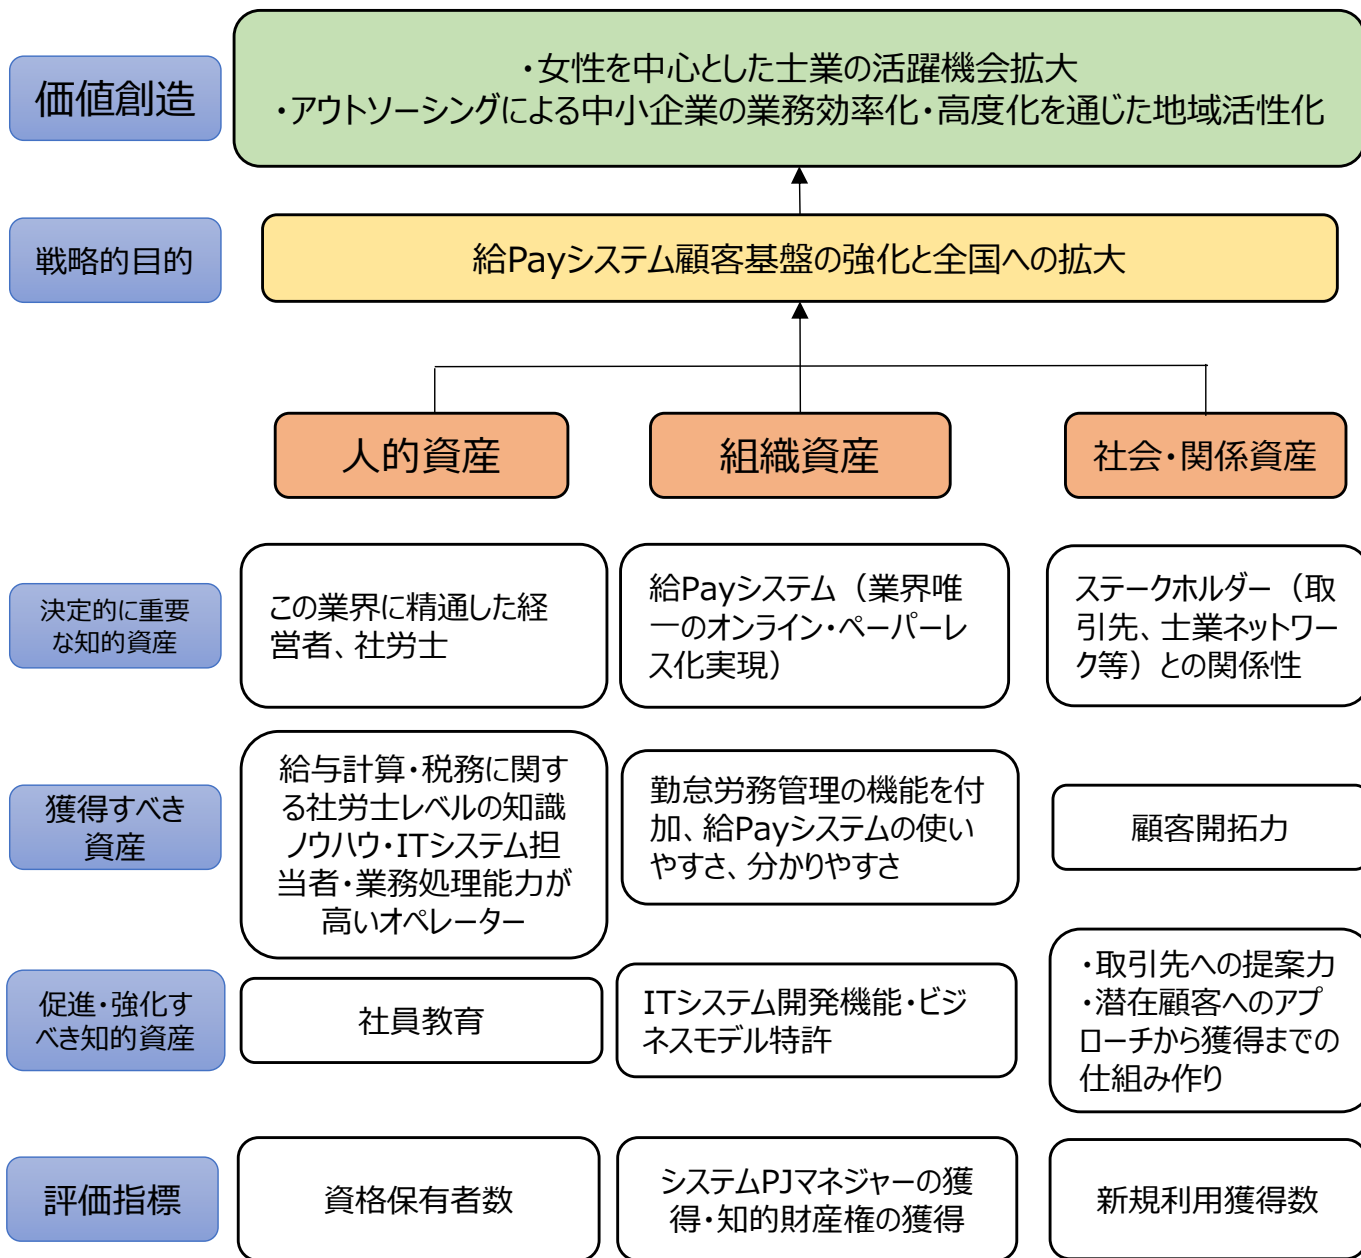 価値創造
・女性を中心とした士業の活躍機会拡大
・アウトソーシングによる中小企業の業務効率化・高度化を通じた地域活性化
戦略的目的
給Payシステム顧客基盤の強化と全国への拡大
人的資産
組織資産
社会・関係資産
決定的に重要
な知的資産
この業界に精通した経
営者、社労士
給Payシステム（業界唯
一のオンライン・ペーパーレ
ス化実現）
ステークホルダー（取
引先、士業ネットワー
ク等）との関係性
獲得すべき
資産
給与計算・税務に関す
る社労士レベルの知識
ノウハウ・ITシステム担
当者・業務処理能力が
高いオペレーター
勤怠労務管理の機能を付
加、給Payシステムの使い
やすさ、分かりやすさ
顧客開拓力
促進・強化す
べき知的資産
社員教育
ITシステム開発機能・ビジ
ネスモデル特許
・取引先への提案力
・潜在顧客へのアプ
ローチから獲得までの
仕組み作り
評価指標
資格保有者数
システムPJマネジャーの獲
得・知的財産権の獲得
新規利用獲得数